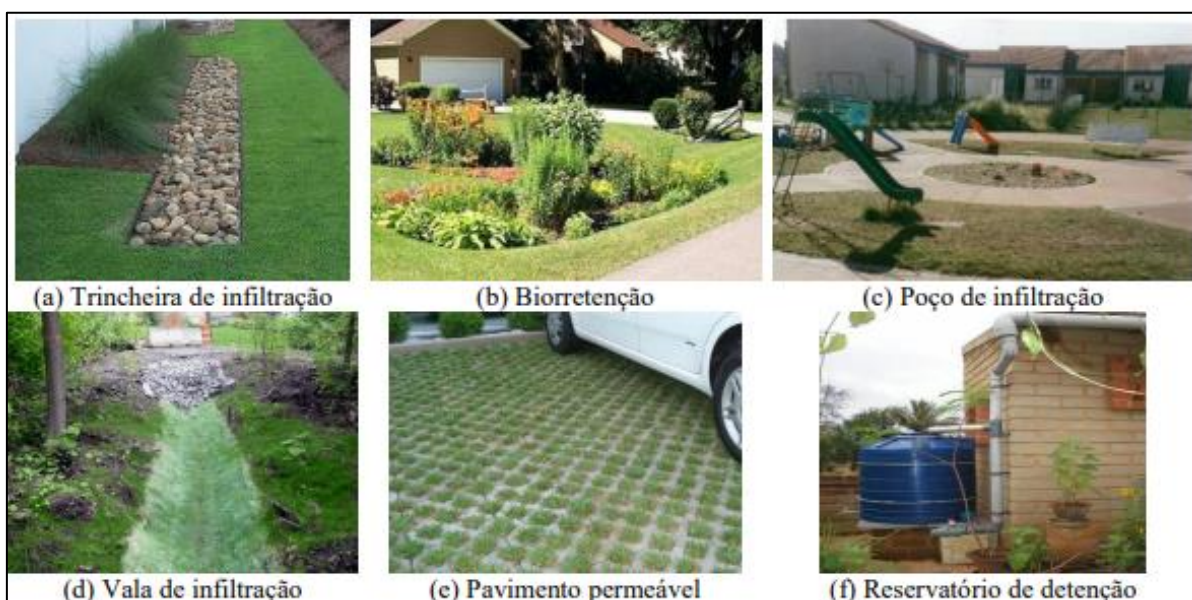 (a) Trincheira de infiltração
(b) Biorretenção
(c) Poço de infiltração
(d) Vala de infiltração
(e) Pavimento permeável
(f) Reservatório de detenção